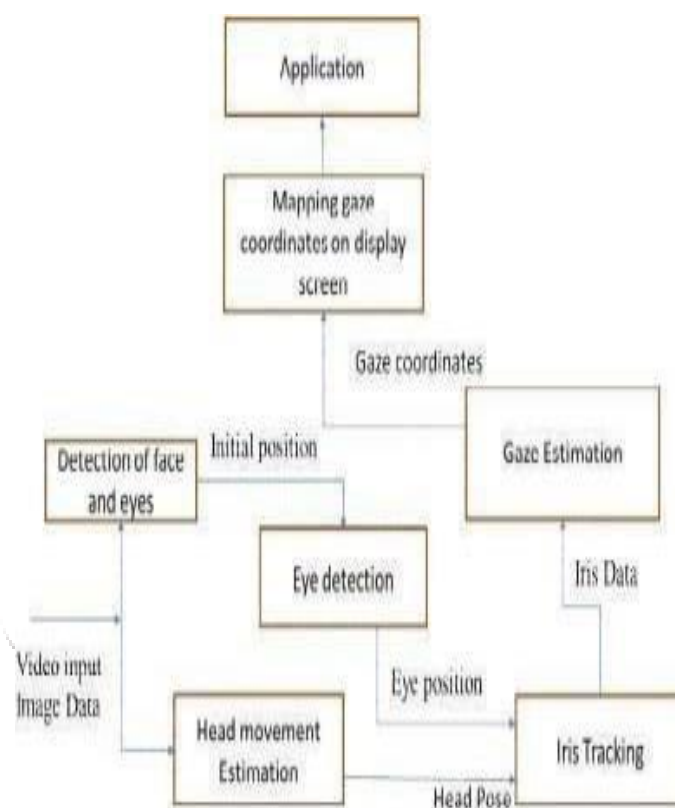 Application
Mapping gaze
coordinates on display
screen
Gaze coordinates
Initial position
Detection of face
and eyes
Gaze Estimation
Eye detection
Iris Data
Video input
Image Data
Eye position
Head movement
Estimation
Iris Tracking
Head Pose